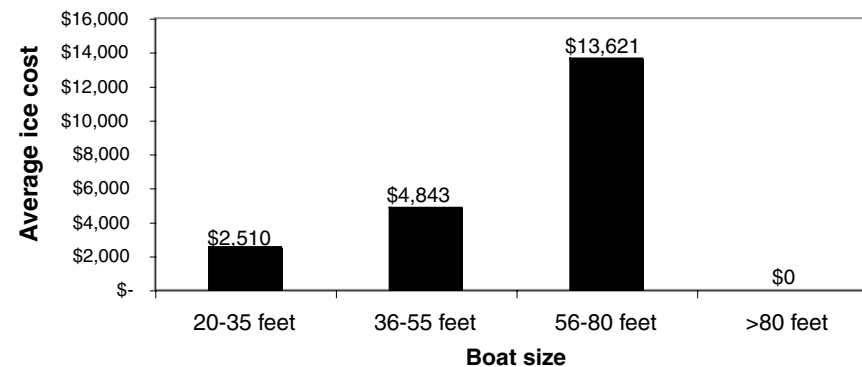 Average ice cost
$16,000
$14,000
$12,000
$10,000
$8,000
$6,000
$4,000
$2,000
$-
$2,510
$4,843
$13,621
$0
20-35 feet
36-55 feet
56-80 feet
>80 feet
Boat size